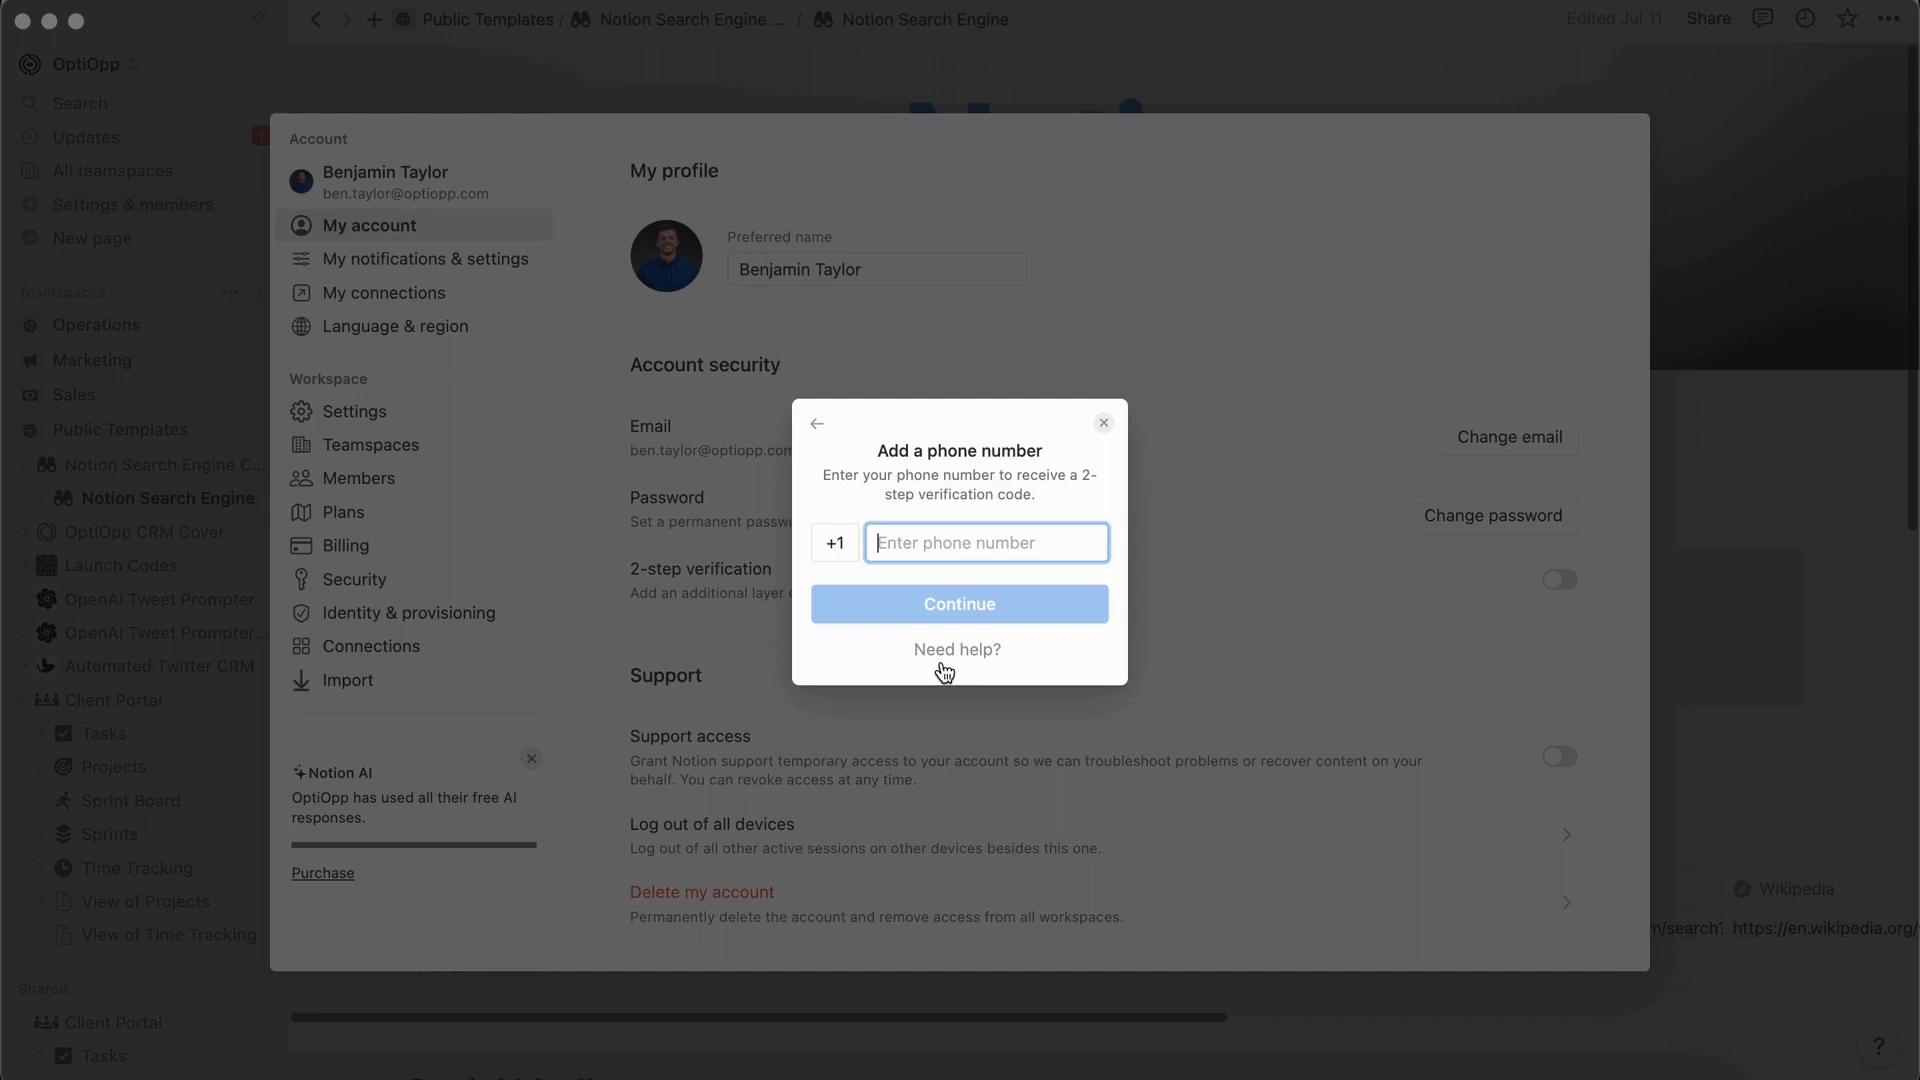 Public Templates / Notion Search Engine ... / Notion Search Engine
Edited Jul 11 Share
OptiOpp
Search
Updates 1
All teamspaces
Settings & members
New page
Teamspaces
Operations
Marketing
Sales
Public Templates
Notion Search Engine C...
Notion Search Engine
OptiOpp CRM Cover
Launch Codes
OpenAI Tweet Prompter
OpenAI Tweet Prompter...
Automated Twitter CRM
Client Portal
Tasks
Projects
Sprint Board
Sprints
Time Tracking
View of Projects
View of Time Tracking
Shared
Client Portal
Tasks
Account
Benjamin Taylor
ben.taylor@optiopp.com
My account
My notifications & settings
My connections
Language & region
Workspace
Settings
Teamspaces
Members
Plans
Billing
Security
Identity & provisioning
Connections
Import
Notion AI
OptiOpp has used all their free AI
responses.
Purchase
My profile
Preferred name
Benjamin Taylor
Account security
Email
ben.taylor@optiopp.com
Change email
Password
Set a permanent passw
Change password
2-step verification
Add an additional layer
Add a phone number
Enter your phone number to receive a 2-
step verification code.
+1 Enter phone number
Continue
Need help?
Support
Support access
Grant Notion support temporary access to your account so we can troubleshoot problems or recover content on your
behalf. You can revoke access at any time.
Log out of all devices
Log out of all other active sessions on other devices besides this one.
Delete my account
Permanently delete the account and remove access from all workspaces.
Wikipedia
m/search? https://en.wikipedia.org/
?